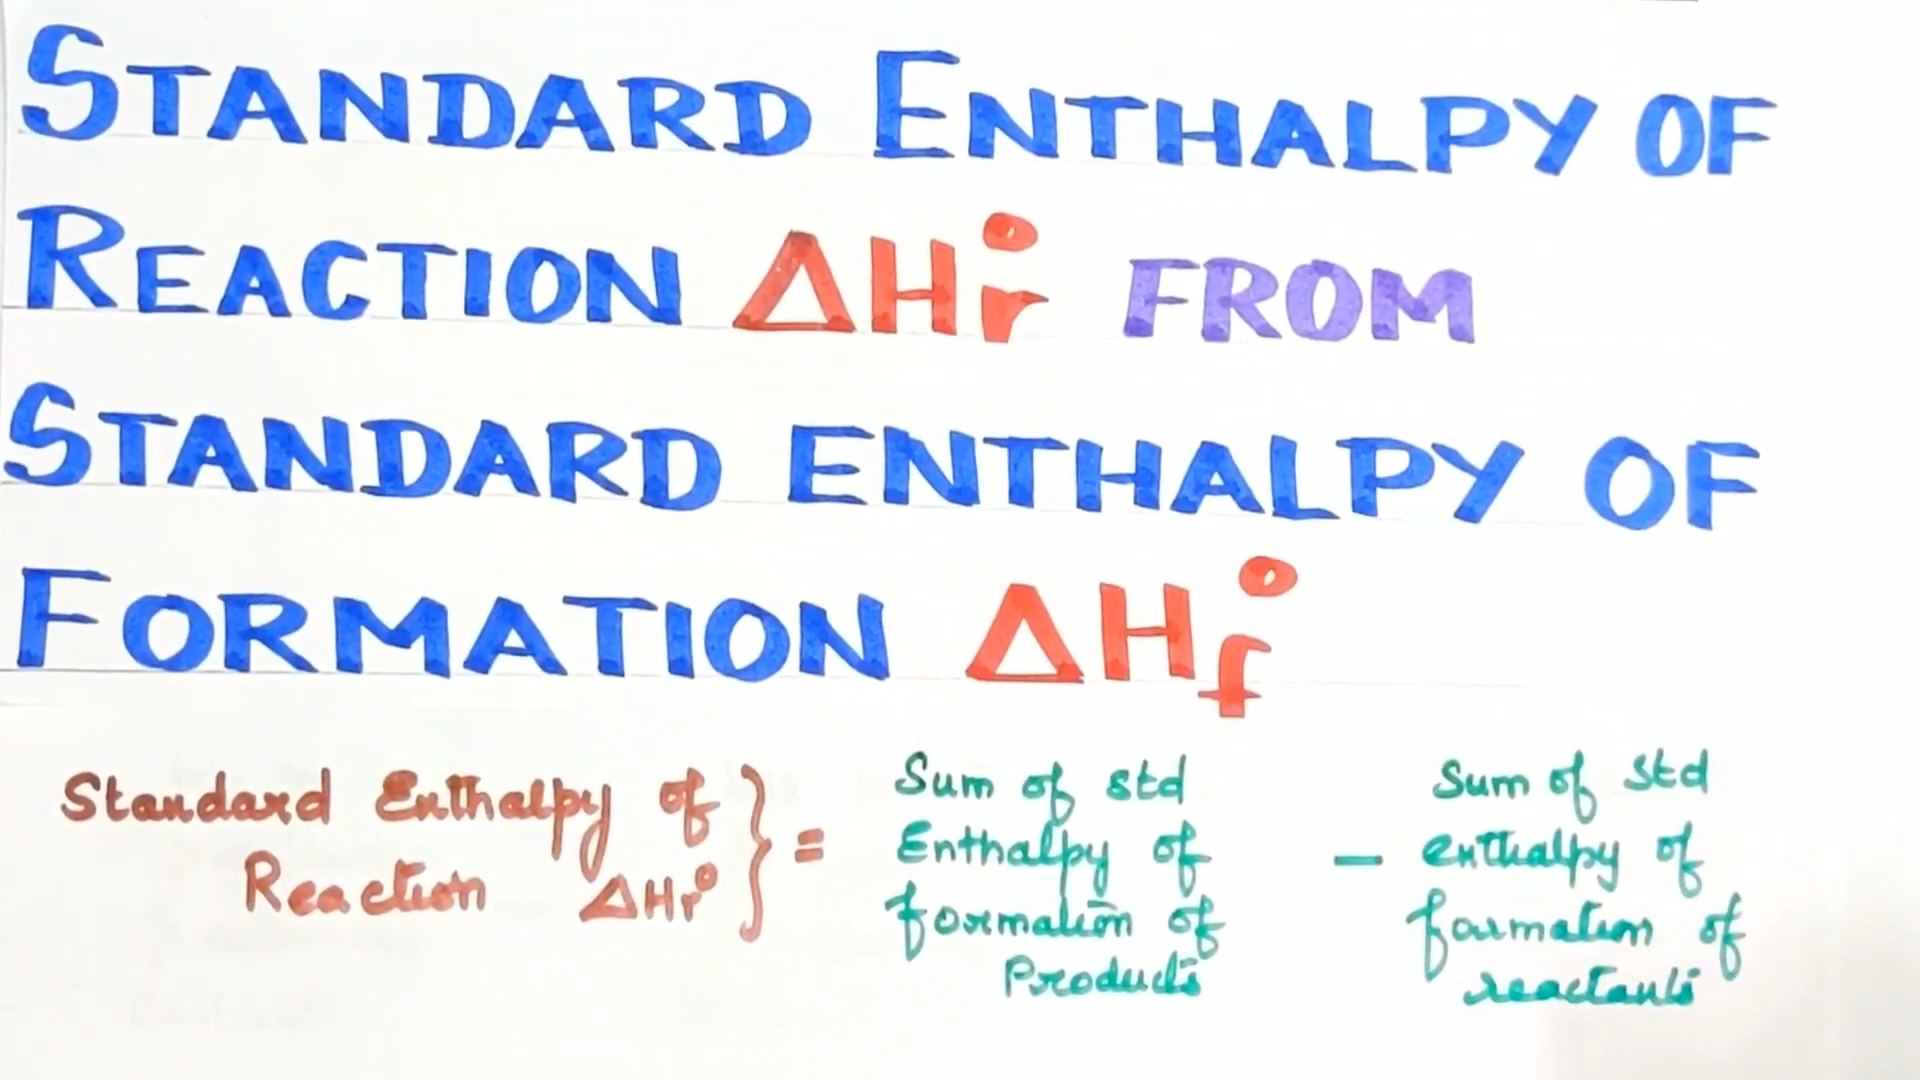 STANDARD ENTHALPY OF
REACTION ΔHr° FROM
STANDARD ENTHALPY OF
FORMATION ΔHf°
Standard Enthalpy of
Reaction ΔHr° } =
Sum of std
Enthalpy of
formation of
Products
–
Sum of std
enthalpy of
formation of
reactants